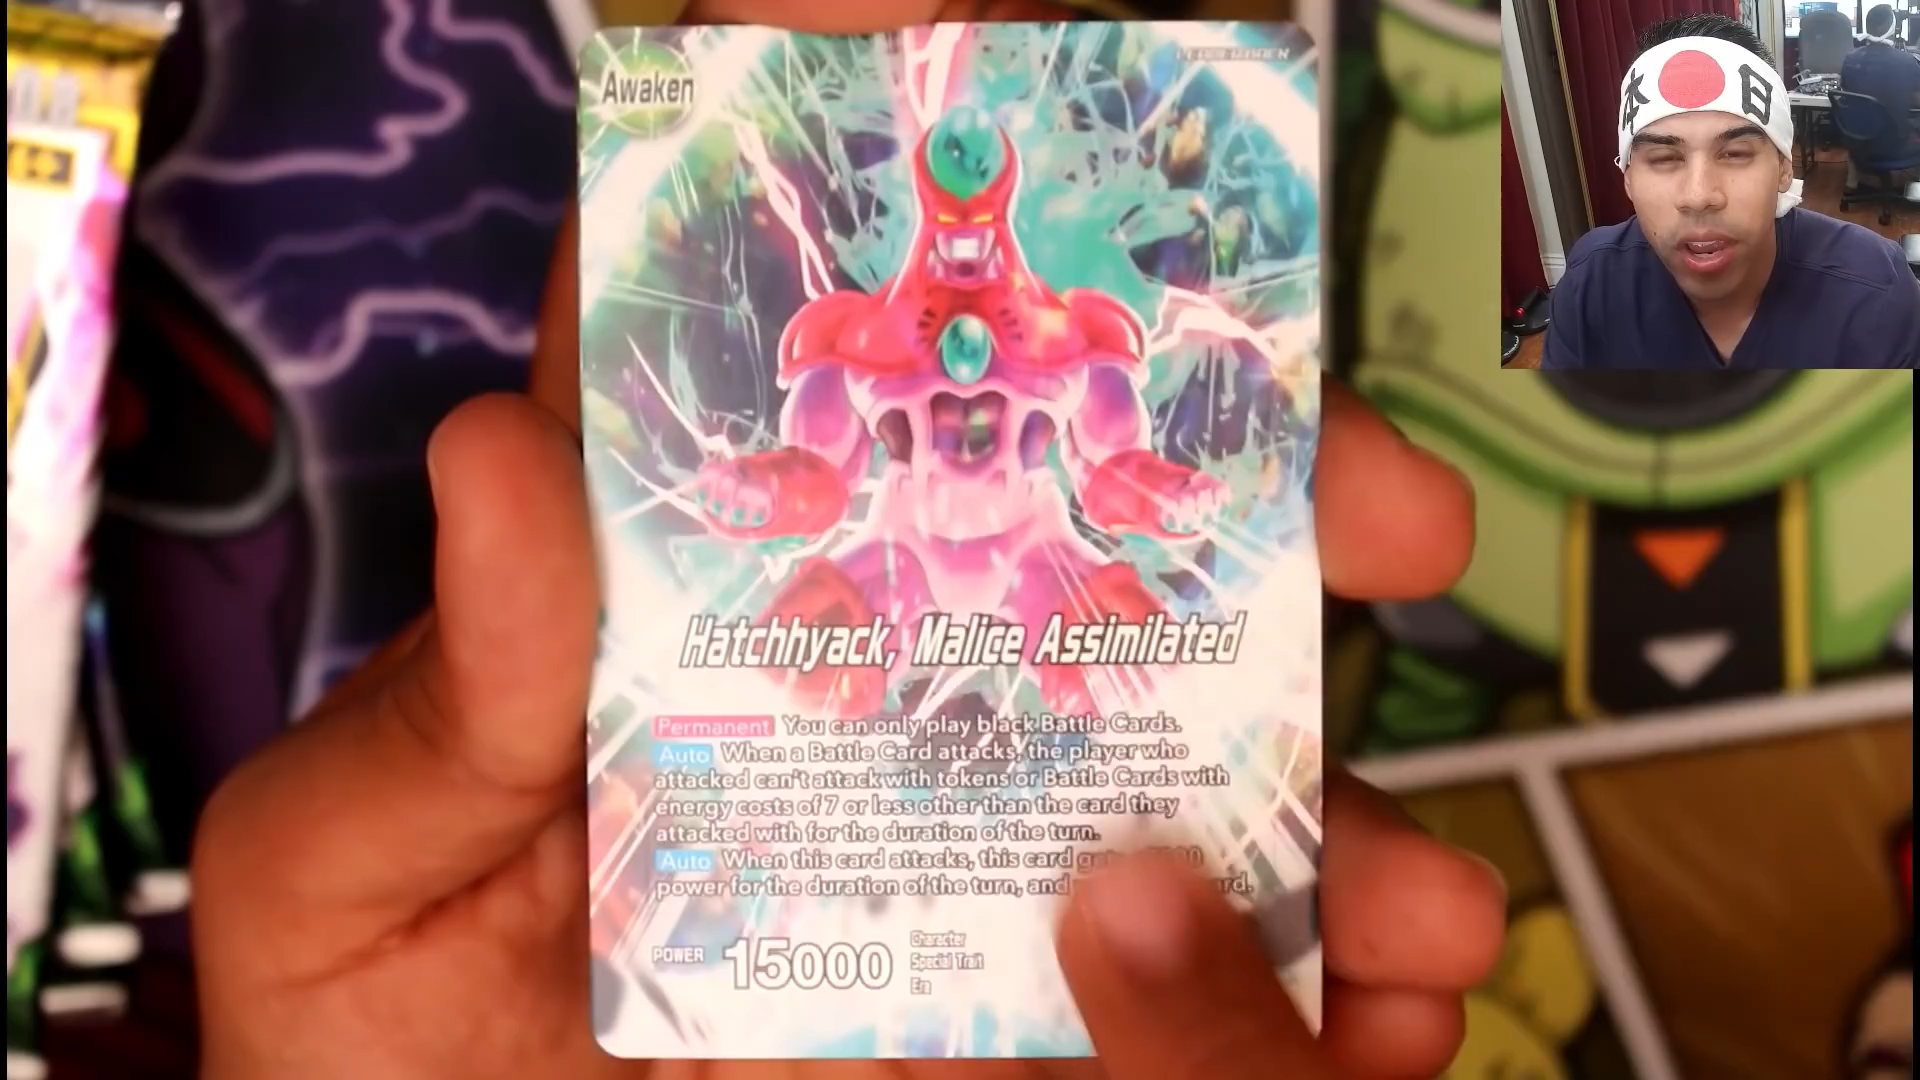 Awaken
Hatchhyack, Malice Assimilated
Permanent You can only play black Battle Cards.
Auto When a Battle Card attacks, the player who
attacked can't attack with tokens or Battle Cards with
energy costs of 7 or less other than the card they
attacked with for the duration of the turn.
Auto When this card attacks, this card
power for the duration of the turn, and
POWER 15000
Character
Special Trait
Era
本 日